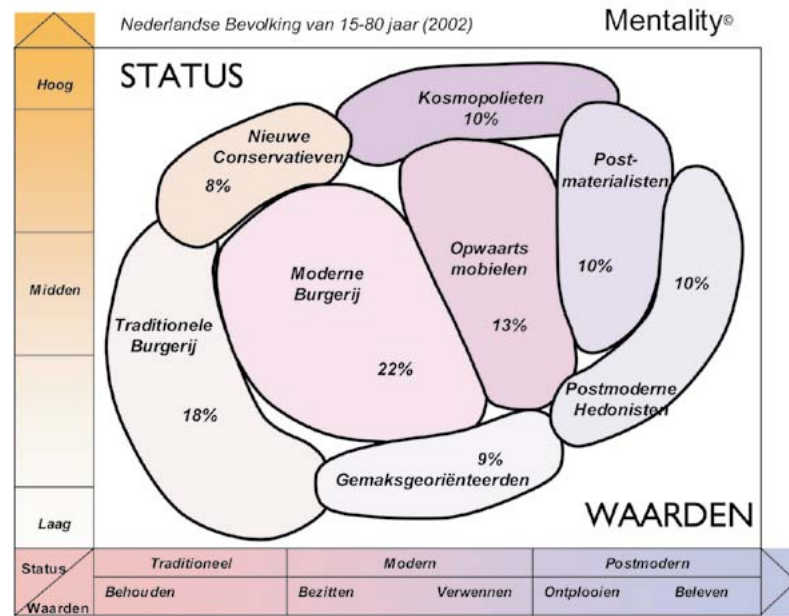 Nederlandse Bevolking van 15-80 jaar (2002)
Mentality©
STATUS
Hoog
Midden
Laag
Kosmopolieten
10%
Nieuwe
Conservatieven
8%
Post-
materialisten
10%
Opwaarts
mobielen
13%
Moderne
Burgerij
22%
10%
Traditionele
Burgerij
18%
Postmoderne
Hedonisten
9%
Gemaksgeoriënteerden
WAARDEN
Status
Waarden
Traditioneel
Modern
Postmodern
Behouden
Bezitten
Verwennen
Ontplooien
Beleven